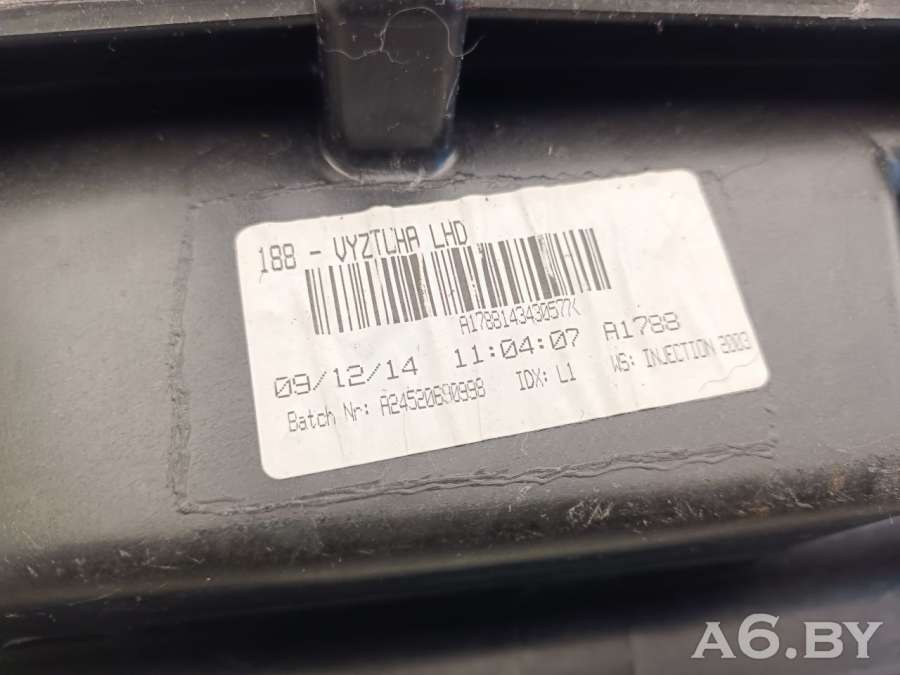 188 - VYZTUHA LHD
A1788143430577K
09/12/14 11:04:07 A1788
Batch Nr: A24520690998 IDX: L1 WS: INJECTION 3903
A6.BY